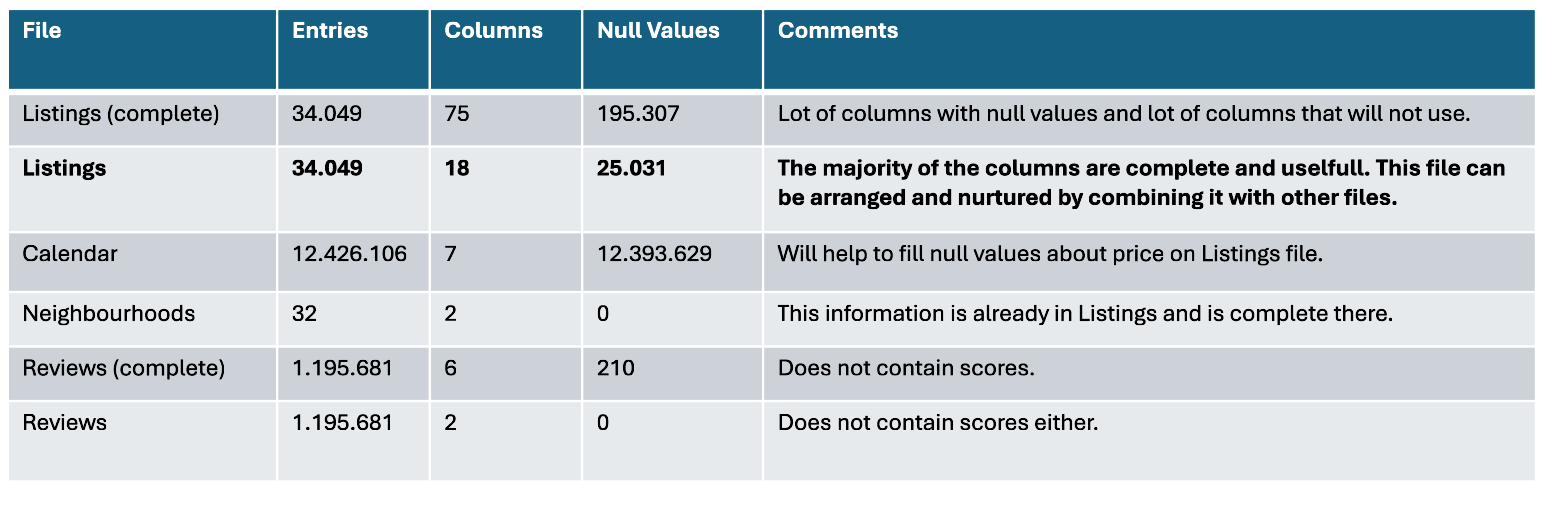 File Entries Columns Null Values Comments
Listings (complete) 34.049 75 195.307 Lot of columns with null values and lot of columns that will not use.
Listings 34.049 18 25.031 The majority of the columns are complete and uselfull. This file can
be arranged and nurtured by combining it with other files.
Calendar 12.426.106 7 12.393.629 Will help to fill null values about price on Listings file.
Neighbourhoods 32 2 0 This information is already in Listings and is complete there.
Reviews (complete) 1.195.681 6 210 Does not contain scores.
Reviews 1.195.681 2 0 Does not contain scores either.